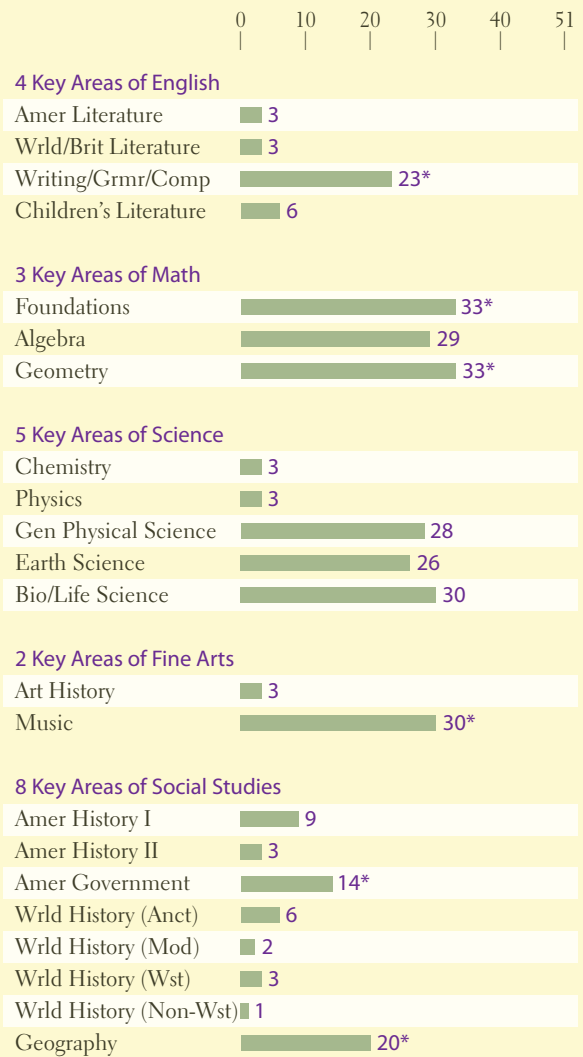 0 10 20 30 40 51
4 Key Areas of English
Amer Literature 3
Wrld/Brit Literature 3
Writing/Grmr/Comp 23*
Children's Literature 6
3 Key Areas of Math
Foundations 33*
Algebra 29
Geometry 33*
5 Key Areas of Science
Chemistry 3
Physics 3
Gen Physical Science 28
Earth Science 26
Bio/Life Science 30
2 Key Areas of Fine Arts
Art History 3
Music 30*
8 Key Areas of Social Studies
Amer History I 9
Amer History II 3
Amer Government 14*
Wrld History (Anct) 6
Wrld History (Mod) 2
Wrld History (Wst) 3
Wrld History (Non-Wst) 1
Geography 20*